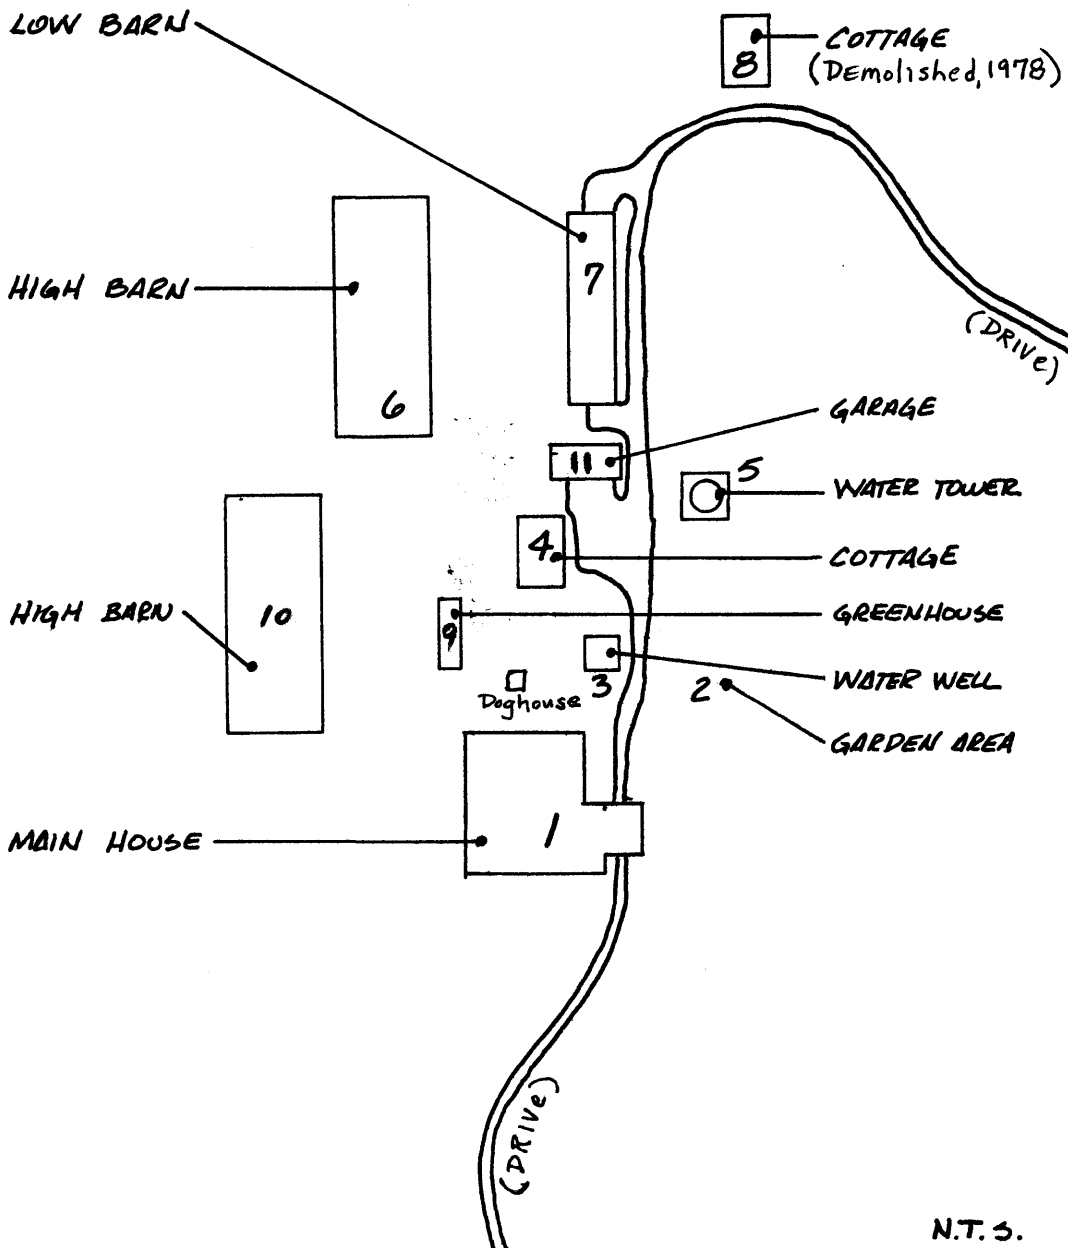 LOW BARN
COTTAGE
8
(DEmolished, 1978)
7
HIGH BARN
(DRIVe)
6
GARAGE
11
5
WATER TOWER
4
COTTAGE
HIGH BARN
10
GREENHOUSE
9
3
WATER WELL
2
Doghouse
GARDEN AREA
MAIN HOUSE
1
(DRIVe)
N.T.S.